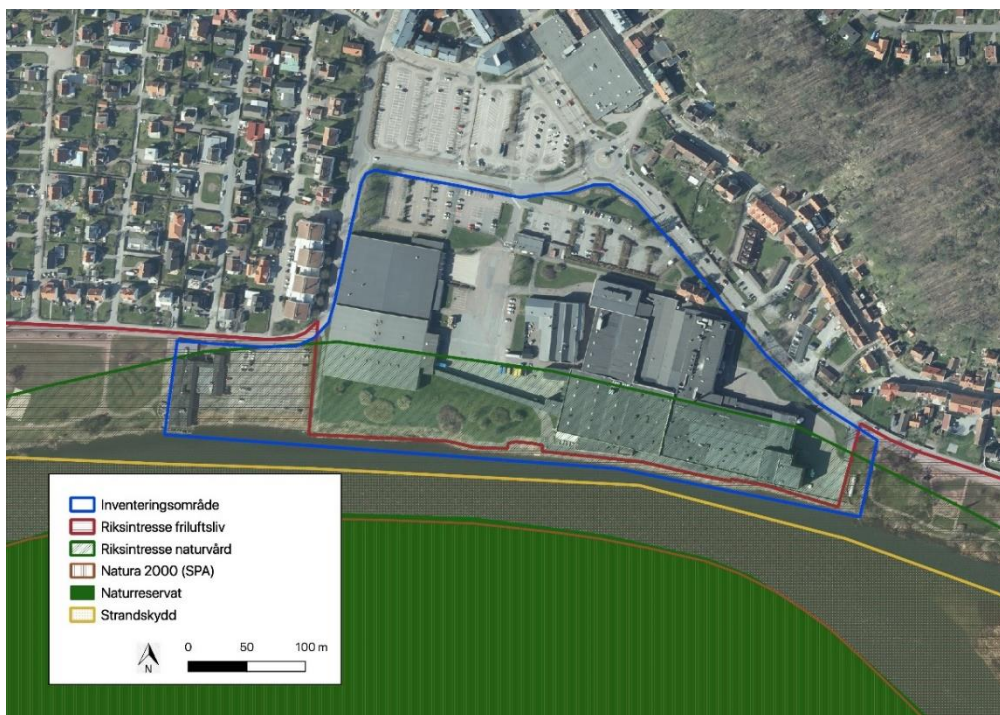 Inventeringsområde
Riksintresse friluftsliv
Riksintresse naturvård
Natura 2000 (SPA)
Naturreservat
Strandskydd
N
0 50 100 m